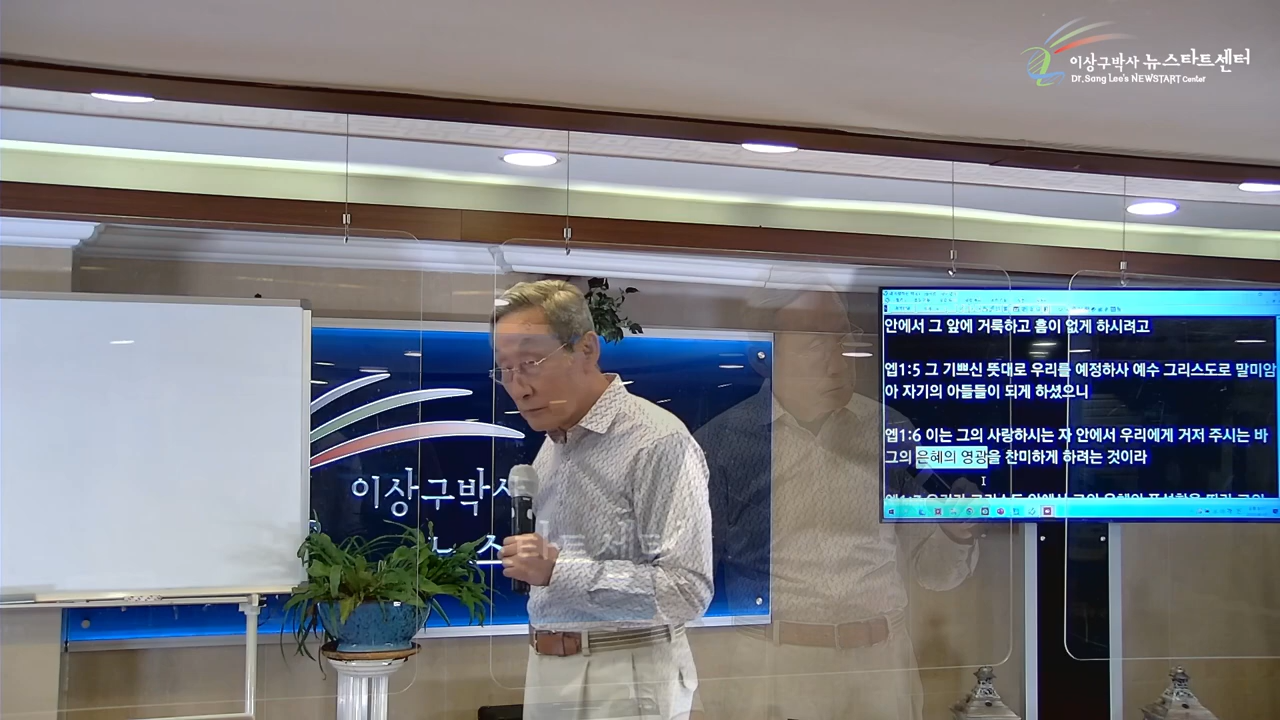 이상구박사 뉴스타트센터
Dr. Sang Lee's NEWSTART Center
안에서 그 앞에 거룩하고 흠이 없게 하시려고
엡1:5 그 기쁘신 뜻대로 우리를 예정하사 예수 그리스도로 말미암
아 자기의 아들들이 되게 하셨으니
엡1:6 이는 그의 사랑하시는 자 안에서 우리에게 거저 주시는 바
그의 은혜의 영광을 찬미하게 하려는 것이라
이상구박사
뉴스타트센터